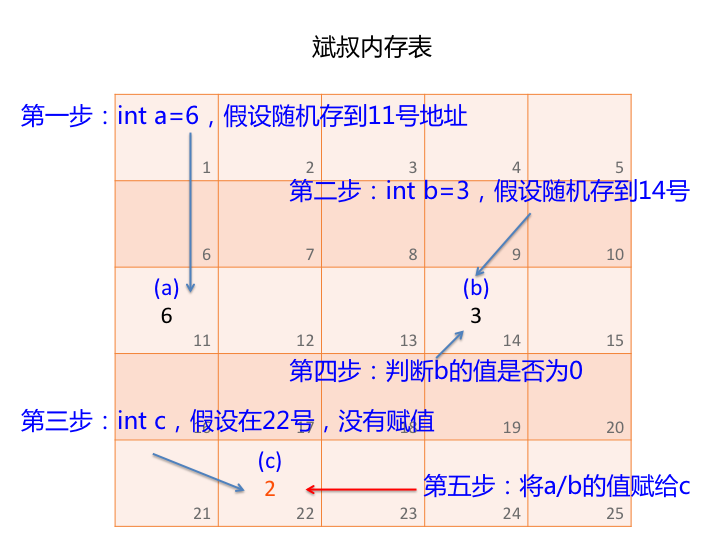 斌叔内存表
第一步：int a=6，假设随机存到11号地址
1 2 3 4 5
第二步：int b=3，假设随机存到14号
6 7 8 9 10
(a) (b)
6 3
11 12 13 14 15
第四步：判断b的值是否为0
第三步：int c，假设在22号，没有赋值
17 18 19 20
(c)
2
第五步：将a/b的值赋给c
21 22 23 24 25